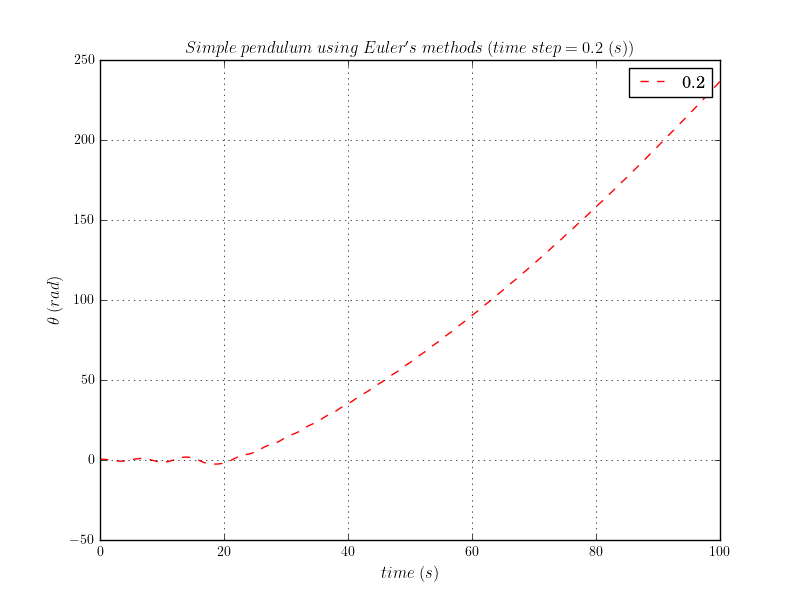 Simple pendulum using Euler's methods (time step = 0.2 (s))
250
0.2
200
150
100
50
0
−50
θ (rad)
0 20 40 60 80 100
time (s)